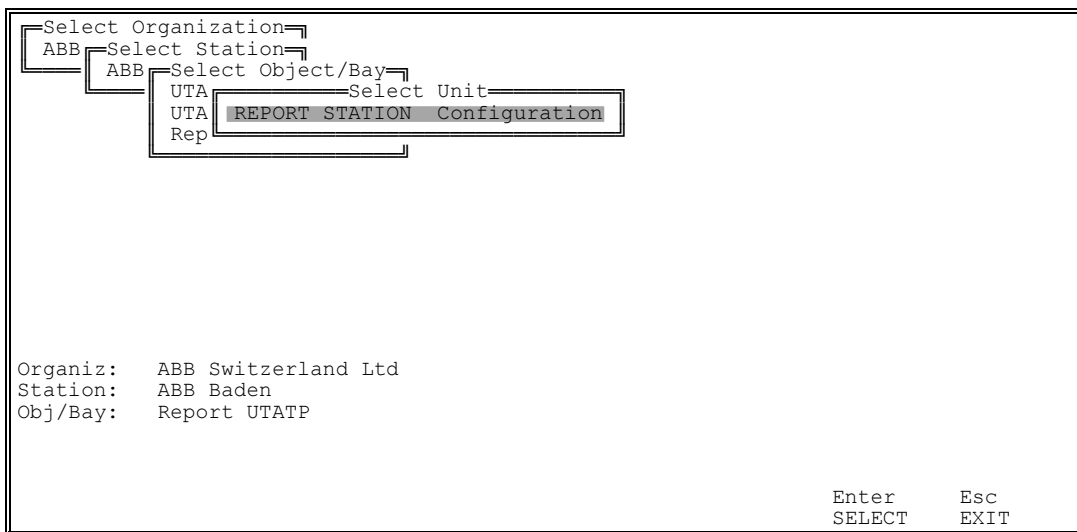 Select Organization
ABB Select Station
ABB Select Object/Bay
UTA Select Unit
UTA REPORT STATION Configuration
Rep
Organiz: ABB Switzerland Ltd
Station: ABB Baden
Obj/Bay: Report UTATP
Enter Esc
SELECT EXIT